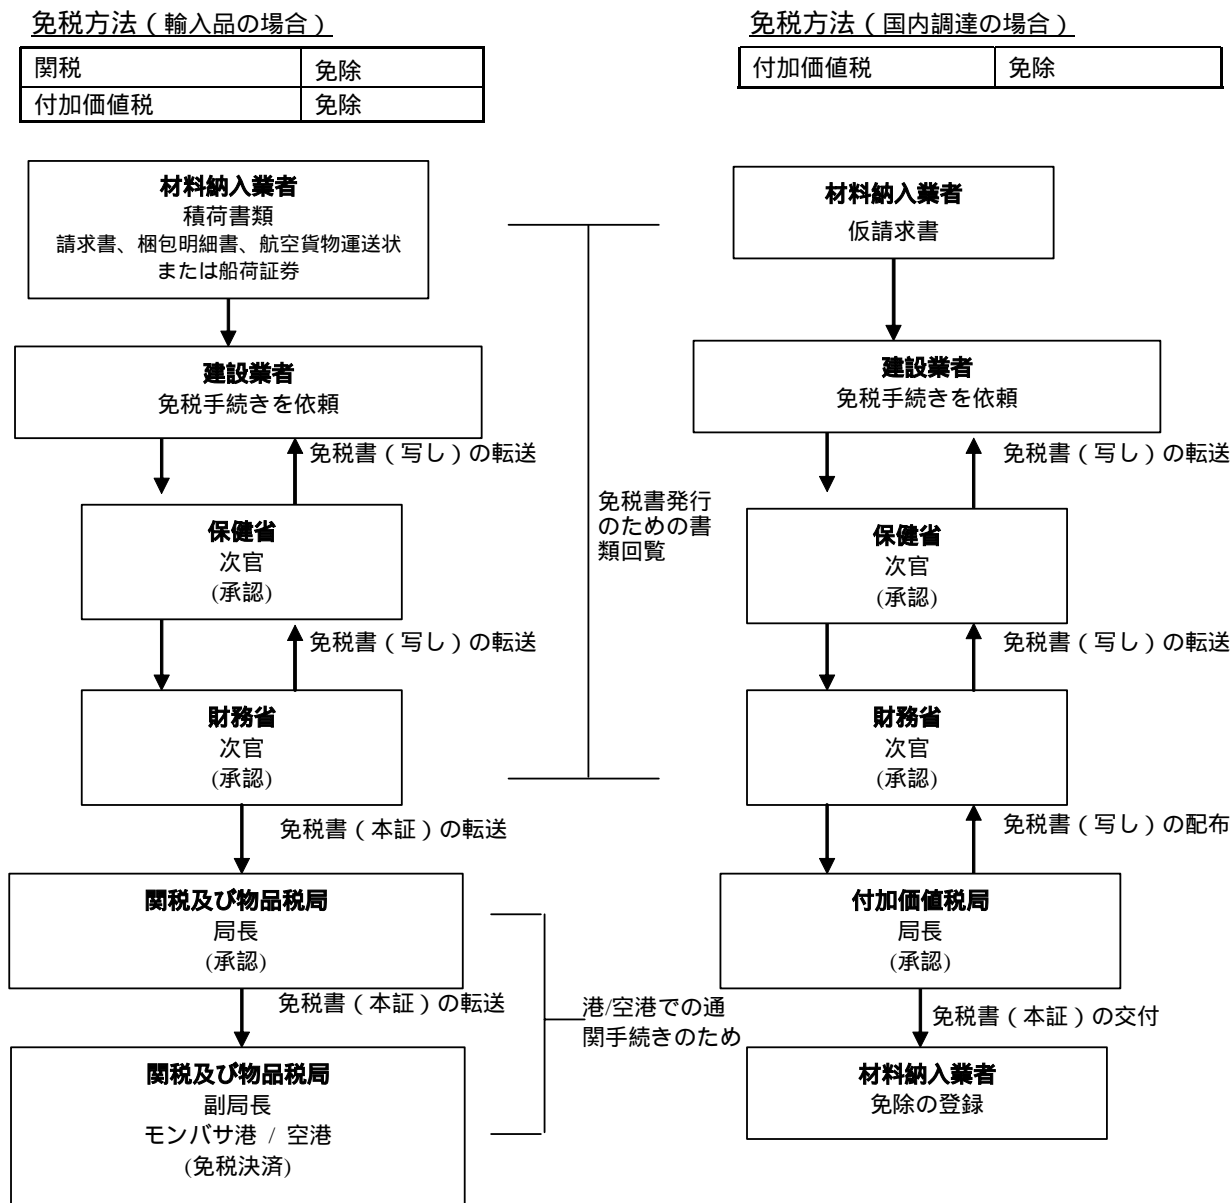 免税方法（輸入品の場合）
関税 免除
付加価値税 免除
材料納入業者
積荷書類
請求書、梱包明細書、航空貨物運送状
または船荷証券
建設業者
免税手続きを依頼
免税書（写し）の転送
保健省
次官
(承認)
免税書（写し）の転送
財務省
次官
(承認)
免税書（本証）の転送
関税及び物品税局
局長
(承認)
免税書（本証）の転送
関税及び物品税局
副局長
モンバサ港 / 空港
(免税決済)
免税書発行
のための書
類回覧
港/空港での通
関手続きのため
免税方法（国内調達の場合）
付加価値税 免除
材料納入業者
仮請求書
建設業者
免税手続きを依頼
免税書（写し）の転送
保健省
次官
(承認)
免税書（写し）の転送
財務省
次官
(承認)
免税書（写し）の配布
付加価値税局
局長
(承認)
免税書（本証）の交付
材料納入業者
免除の登録